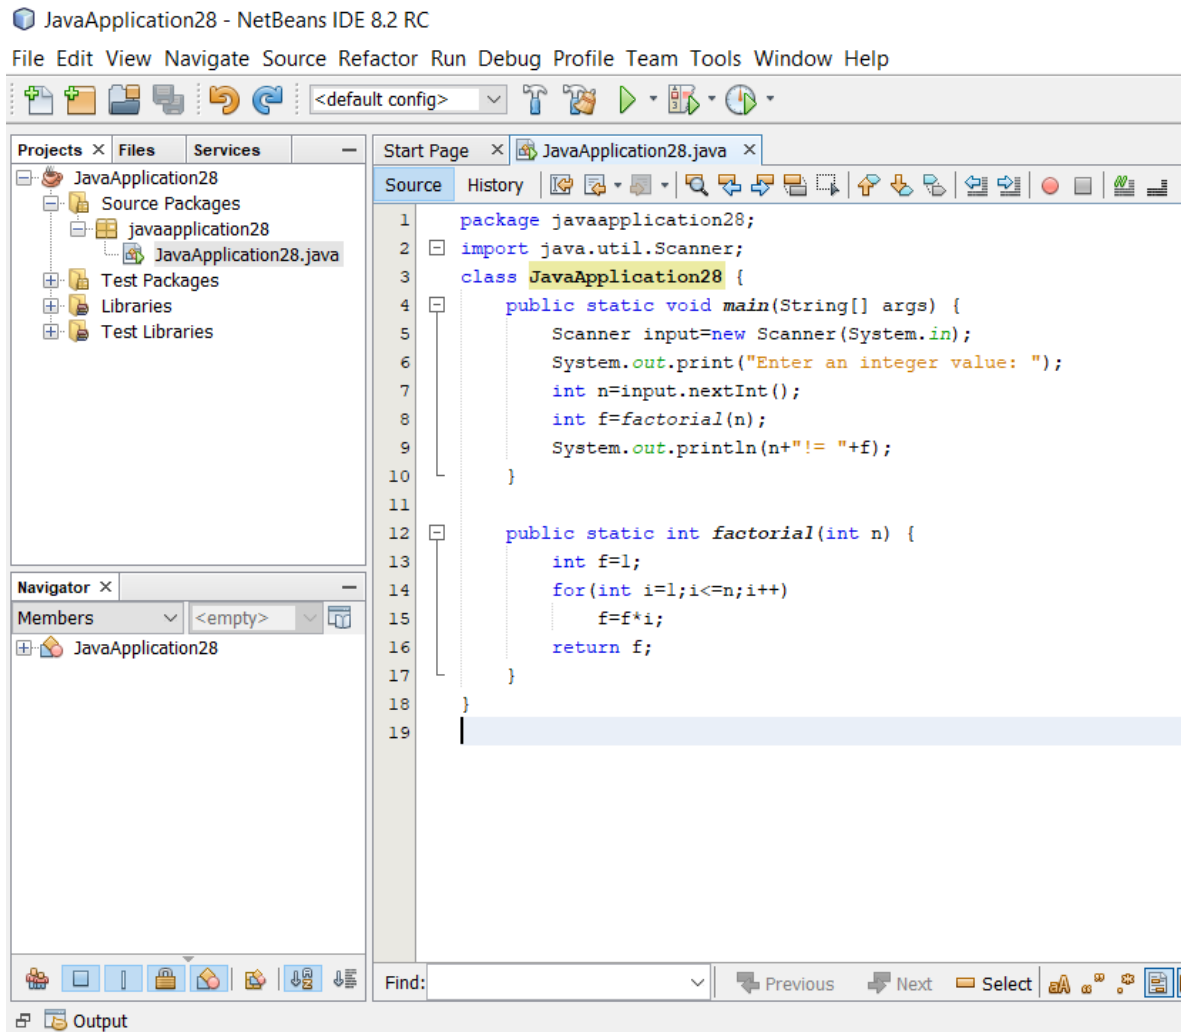 JavaApplication28 - NetBeans IDE 8.2 RC
File Edit View Navigate Source Refactor Run Debug Profile Team Tools Window Help
<default config>
Projects Files Services
JavaApplication28
Source Packages
javaapplication28
JavaApplication28.java
Test Packages
Libraries
Test Libraries
Navigator
Members <empty>
JavaApplication28
Start Page JavaApplication28.java
Source History
1 package javaapplication28;
2 import java.util.Scanner;
3 class JavaApplication28 {
4 public static void main(String[] args) {
5 Scanner input=new Scanner(System.in);
6 System.out.print("Enter an integer value: ");
7 int n=input.nextInt();
8 int f=factorial(n);
9 System.out.println(n+"!= "+f);
10 }
11
12 public static int factorial(int n) {
13 int f=1;
14 for(int i=1;i<=n;i++)
15 f=f*i;
16 return f;
17 }
18 }
19
Find: Previous Next Select
Output